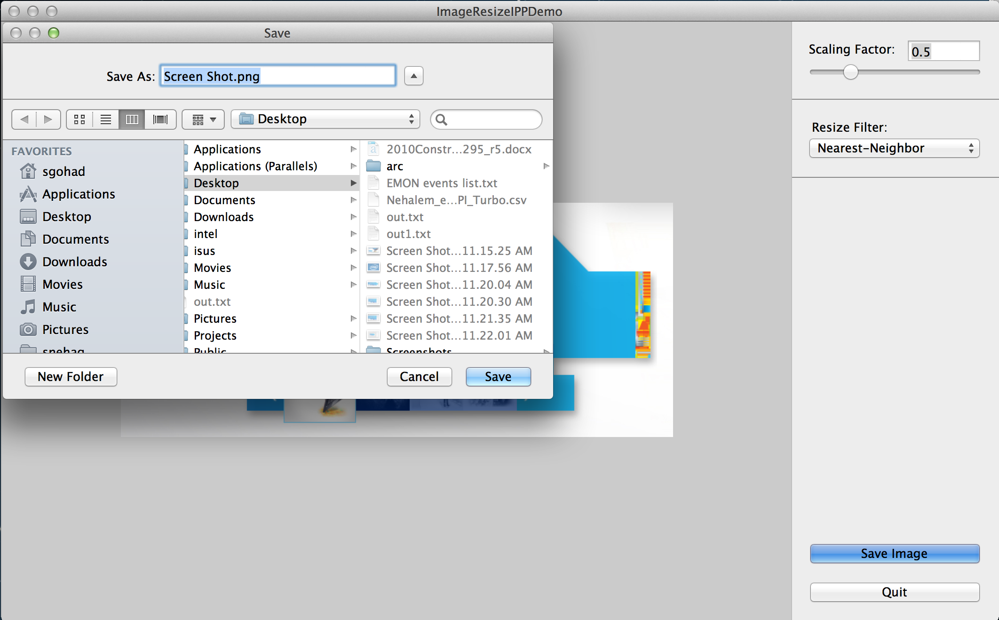 ImageResizeIPPDemo
Save
Save As: Screen Shot.png
Desktop
FAVORITES
sgohad
Applications
Desktop
Documents
Downloads
Movies
Music
Pictures
snehag
Applications
Applications (Parallels)
Desktop
Documents
Downloads
intel
isus
Movies
Music
out.txt
Pictures
Projects
Public
2010Constr...295_r5.docx
arc
EMON events list.txt
Nehalem_e...PI_Turbo.csv
out.txt
out1.txt
Screen Shot...11.15.25 AM
Screen Shot...11.17.56 AM
Screen Shot...11.20.04 AM
Screen Shot...11.20.30 AM
Screen Shot...11.21.35 AM
Screen Shot...11.22.01 AM
Screenshots
New Folder
Cancel
Save
Scaling Factor: 0.5
Resize Filter:
Nearest-Neighbor
Save Image
Quit